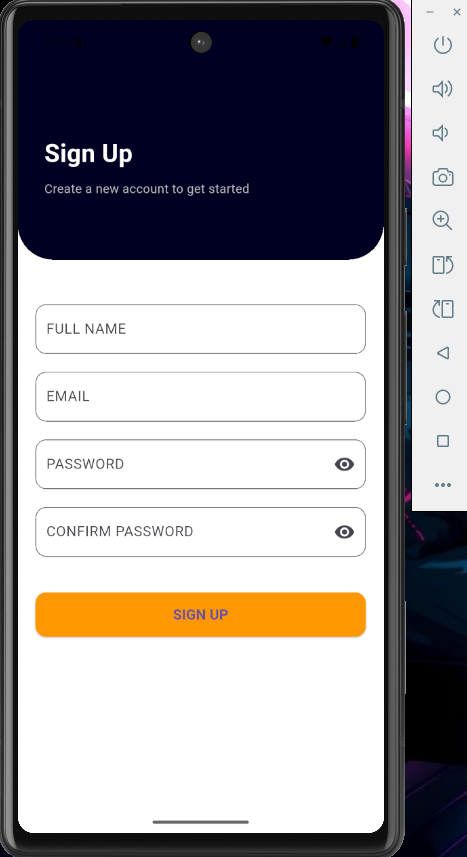 Sign Up
Create a new account to get started
FULL NAME
EMAIL
PASSWORD
CONFIRM PASSWORD
SIGN UP